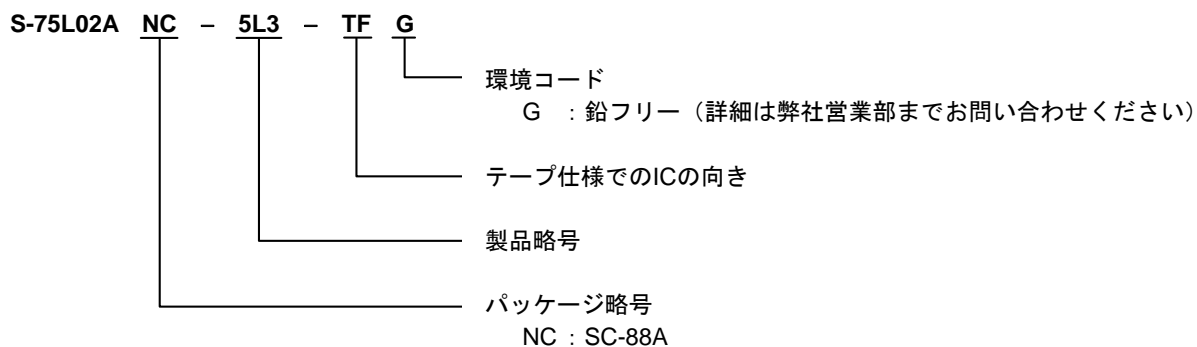 S-75L02A NC – 5L3 – TF G
環境コード
G ：鉛フリー（詳細は弊社営業部までお問い合わせください）
テープ仕様でのICの向き
製品略号
パッケージ略号
NC：SC-88A